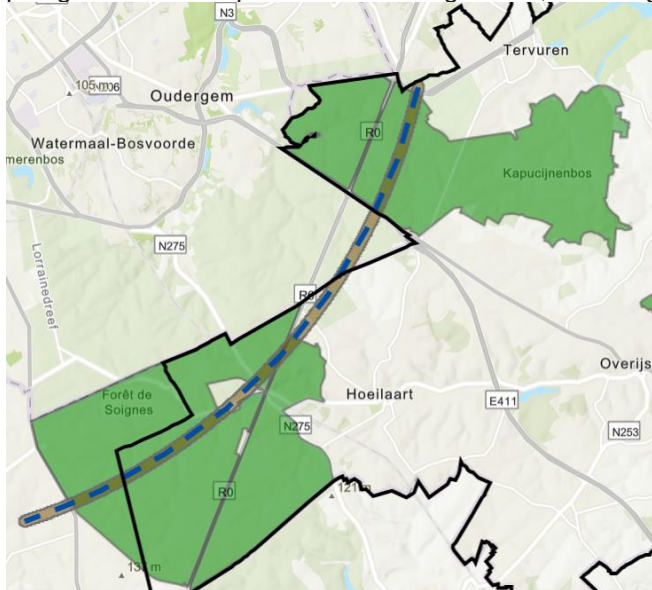 N3
Tervuren
105 m
Oudergem
R0
Watermaal-Bosvoorde
merenbos
Kapucijnenbos
N275
Lorrainedreef
R0
Overijs
Forêt de
Soignes
Hoeilaart
E411
N275
N253
R0
121 m